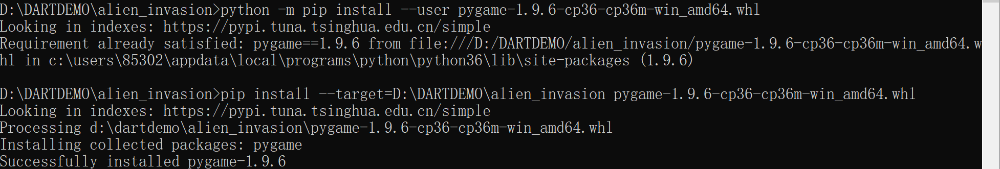 D:\DARTDEMO\alien_invasion>python -m pip install --user pygame-1.9.6-cp36-cp36m-win_amd64.whl
Looking in indexes: https://pypi.tuna.tsinghua.edu.cn/simple
Requirement already satisfied: pygame==1.9.6 from file:///D:/DARTDEMO/alien_invasion/pygame-1.9.6-cp36-cp36m-win_amd64.w
hl in c:\users\85302\appdata\local\programs\python\python36\lib\site-packages (1.9.6)
D:\DARTDEMO\alien_invasion>pip install --target=D:\DARTDEMO\alien_invasion pygame-1.9.6-cp36-cp36m-win_amd64.whl
Looking in indexes: https://pypi.tuna.tsinghua.edu.cn/simple
Processing d:\dartdemo\alien_invasion\pygame-1.9.6-cp36-cp36m-win_amd64.whl
Installing collected packages: pygame
Successfully installed pygame-1.9.6